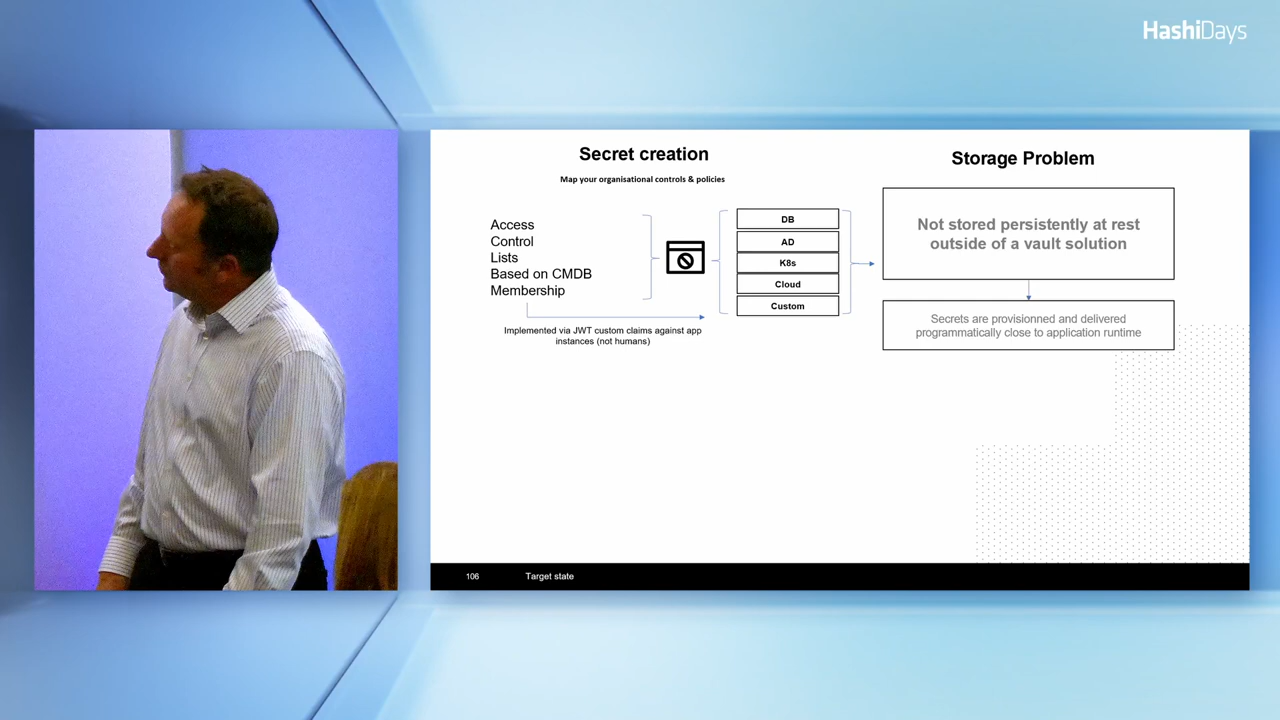 HashiDays
Secret creation
Map your organisational controls & policies
Access
Control
Lists
Based on CMDB
Membership
Implemented via JWT custom claims against app
instances (not humans)
DB
AD
K8s
Cloud
Custom
Storage Problem
Not stored persistently at rest
outside of a vault solution
Secrets are provisionned and delivered
programmatically close to application runtime
106
Target state